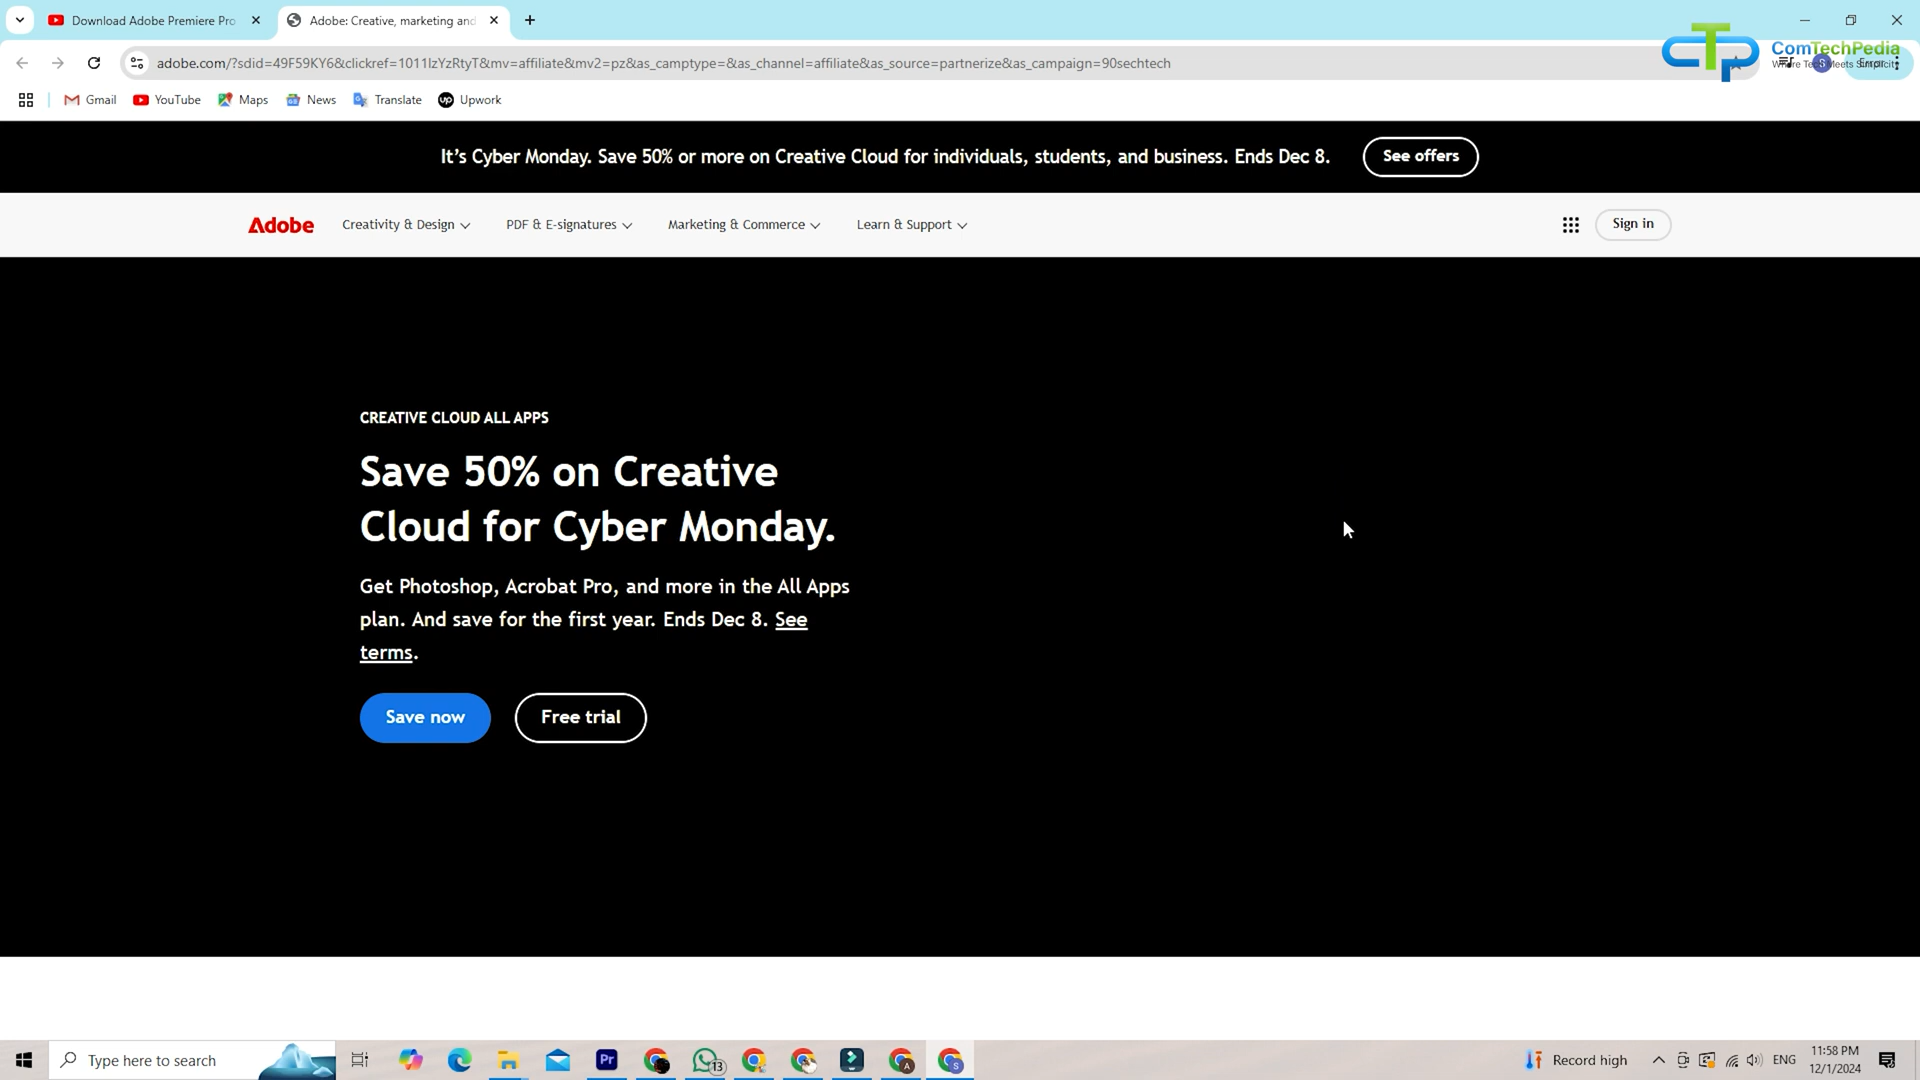 Download Adobe Premiere Pro
Adobe: Creative, marketing and
ComTechPedia
adobe.com/?sdid=49F59KY6&clickref=1011lzYzRtyT&mv=affiliate&mv2=pz&as_camptype=&as_channel=affiliate&as_source=partnerize&as_campaign=90sechtech
Where Tech Meets Simplicity
Gmail
YouTube
Maps
News
Translate
Upwork
It’s Cyber Monday. Save 50% or more on Creative Cloud for individuals, students, and business. Ends Dec 8.
See offers
Adobe
Creativity & Design
PDF & E-signatures
Marketing & Commerce
Learn & Support
Sign in
CREATIVE CLOUD ALL APPS
Save 50% on Creative
Cloud for Cyber Monday.
Get Photoshop, Acrobat Pro, and more in the All Apps
plan. And save for the first year. Ends Dec 8. See
terms.
Save now
Free trial
Type here to search
Pr
13
Record high
ENG
11:58 PM
12/1/2024